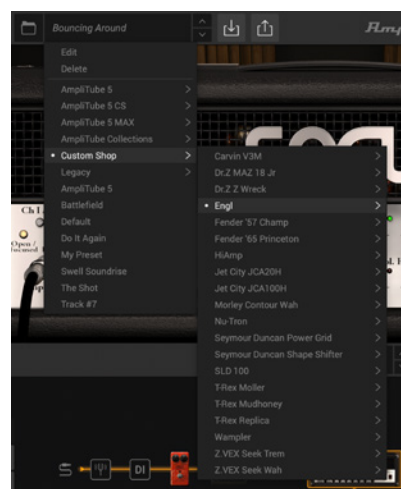 Bouncing Around
Edit
Delete
AmpliTube 5
AmpliTube 5 CS
AmpliTube 5 MAX
AmpliTube Collections
Custom Shop
Legacy
AmpliTube 5
Battlefield
Default
Do It Again
My Preset
Swell Soundrise
The Shot
Track #7
Carvin V3M
Dr.Z MAZ 18 Jr
Dr.Z Z Wreck
Engl
Fender '57 Champ
Fender '65 Princeton
HiAmp
Jet City JCA20H
Jet City JCA100H
Morley Contour Wah
Nu-Tron
Seymour Duncan Power Grid
Seymour Duncan Shape Shifter
SLD 100
T-Rex Moller
T-Rex Mudhoney
T-Rex Replica
Wampler
Z.VEX Seek Trem
Z.VEX Seek Wah
Open /
DI